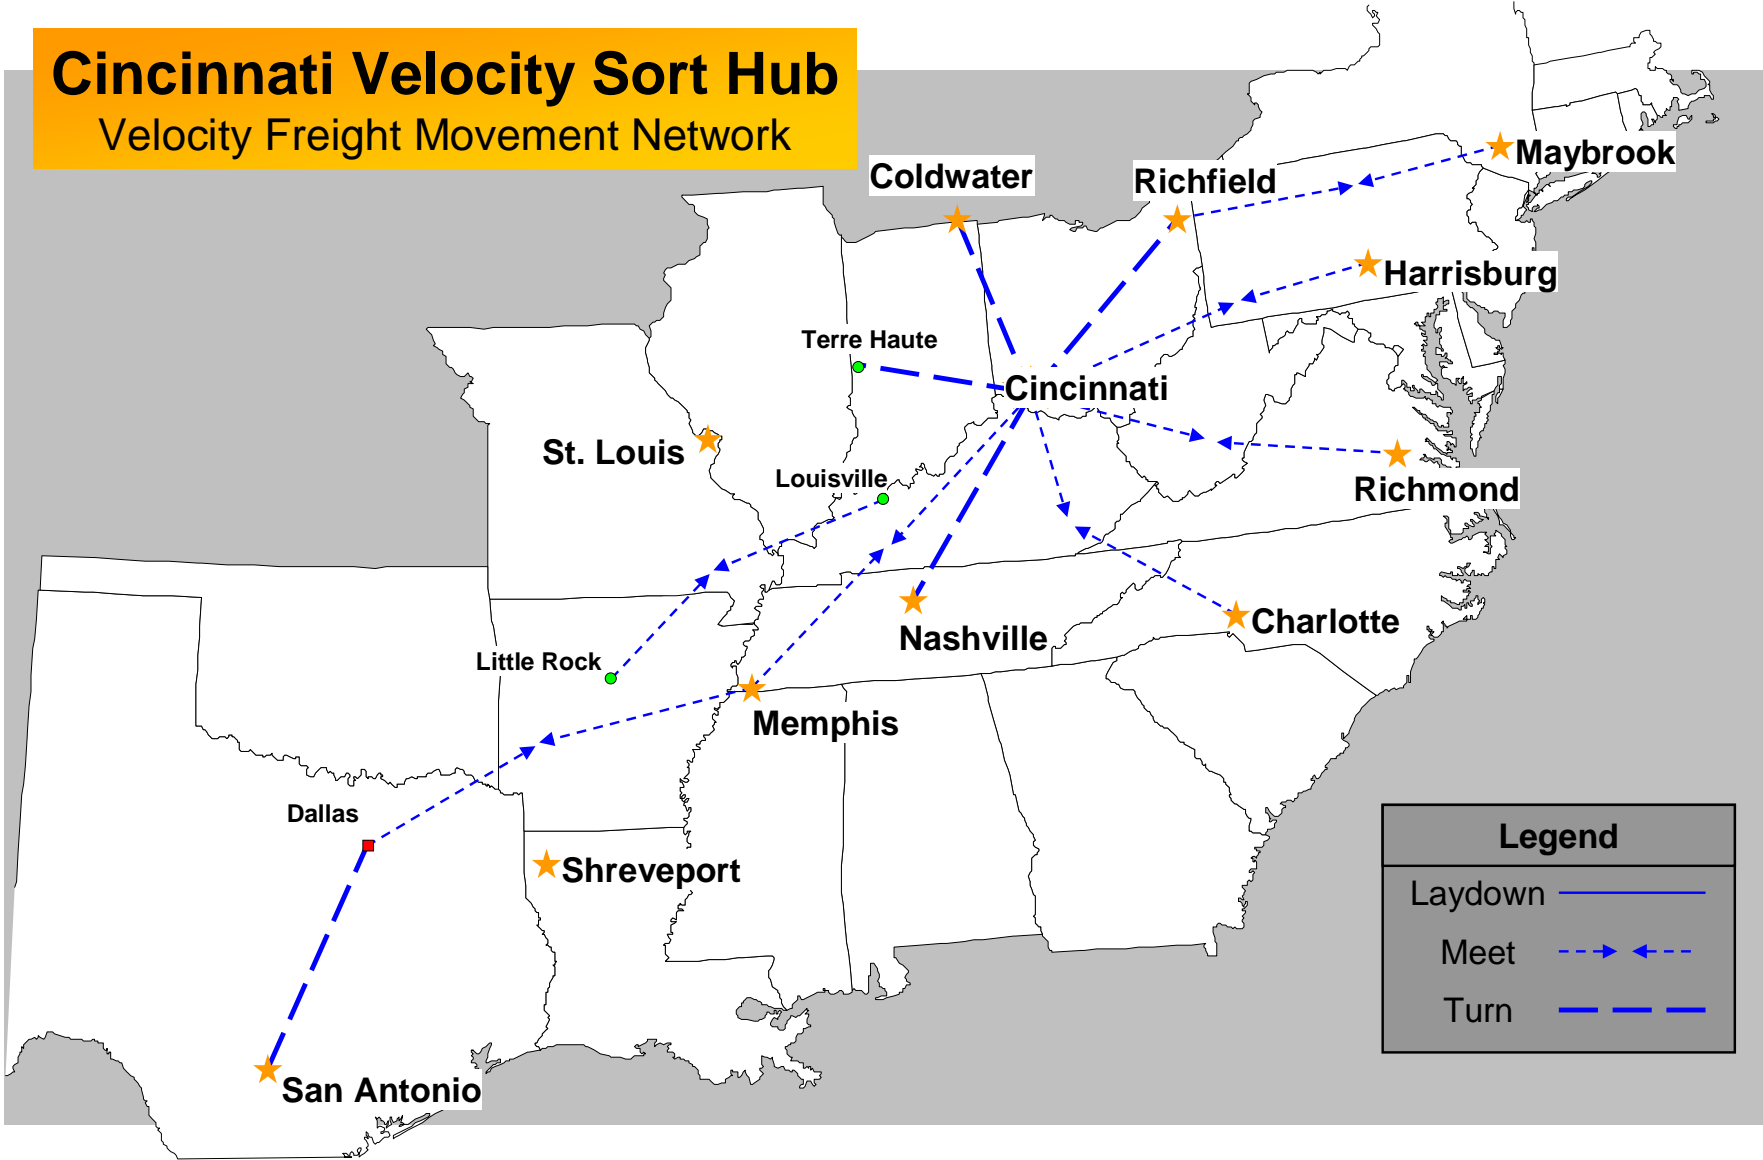 Cincinnati Velocity Sort Hub
Velocity Freight Movement Network
Maybrook
Coldwater
Richfield
Harrisburg
Terre Haute
Cincinnati
St. Louis
Louisville
Richmond
Charlotte
Nashville
Little Rock
Memphis
Dallas
Shreveport
San Antonio
Legend
Laydown
Meet
Turn